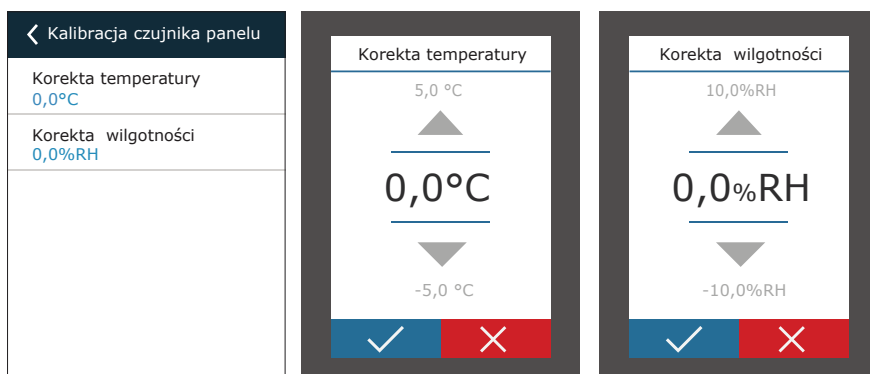 Kalibracja czujnika panelu
Korekta temperatury
0,0°C
Korekta wilgotności
0,0%RH
Korekta temperatury
5,0 °C
0,0°C
-5,0 °C
Korekta wilgotności
10,0%RH
0,0%RH
-10,0%RH